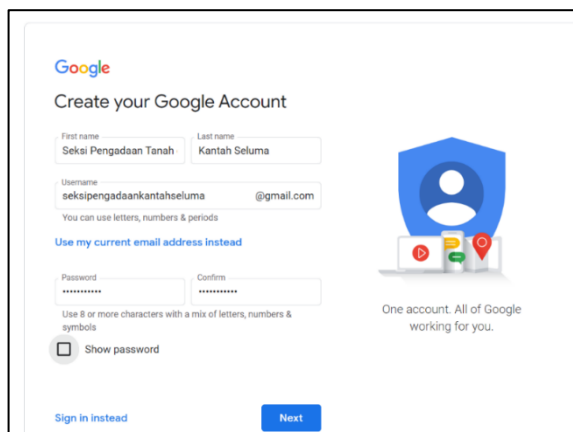 Google
Create your Google Account
First name
Last name
Seksi Pengadaan Tanah
Kantah Seluma
Username
seksipengadaankantahseluma @gmail.com
You can use letters, numbers & periods
Use my current email address instead
Password
Confirm
•••••••••••
•••••••••••
Use 8 or more characters with a mix of letters, numbers &
symbols
Show password
Sign in instead
Next
One account. All of Google
working for you.